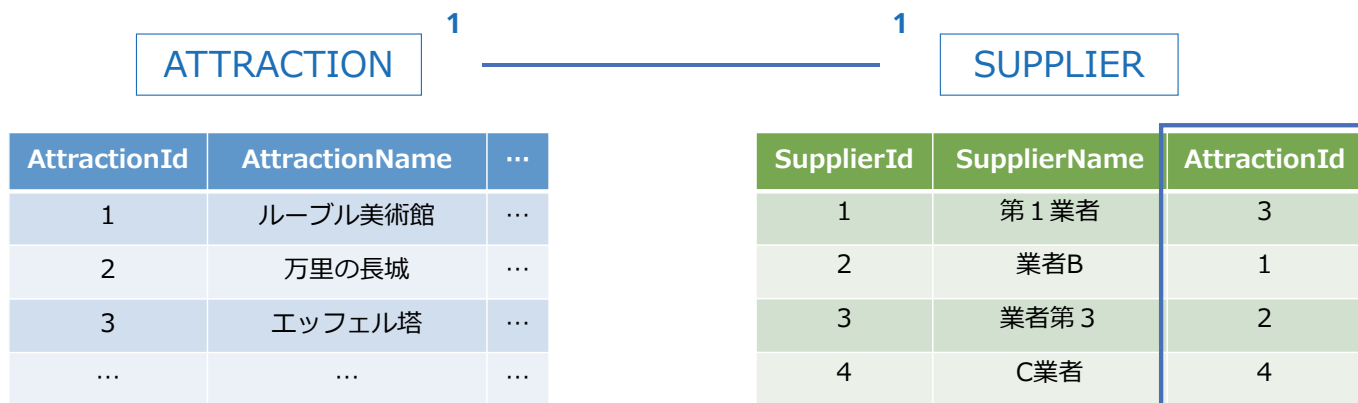 1 1
ATTRACTION SUPPLIER
AttractionId AttractionName …
1 ルーブル美術館 …
2 万里の長城 …
3 エッフェル塔 …
… … …
SupplierId SupplierName AttractionId
1 第１業者 3
2 業者B 1
3 業者第３ 2
4 C業者 4